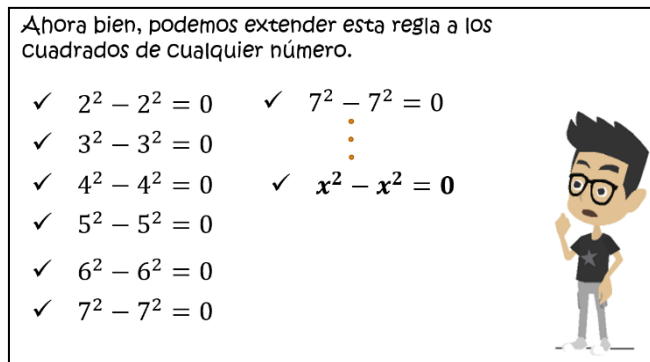 Ahora bien, podemos extender esta regla a los
cuadrados de cualquier número.
✓ 2² − 2² = 0
✓ 3² − 3² = 0
✓ 4² − 4² = 0
✓ 5² − 5² = 0
✓ 6² − 6² = 0
✓ 7² − 7² = 0
✓ 7² − 7² = 0
✓ x² − x² = 0